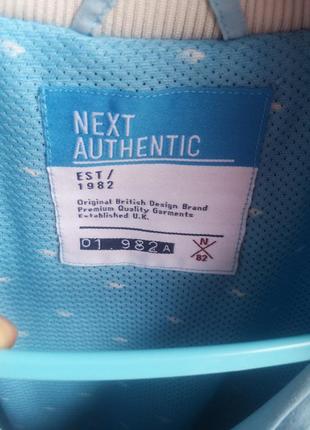 NEXT
AUTHENTIC
EST/
1982
Original British Design Brand
Premium Quality Garments
Established U.K.
01.982A
N
82